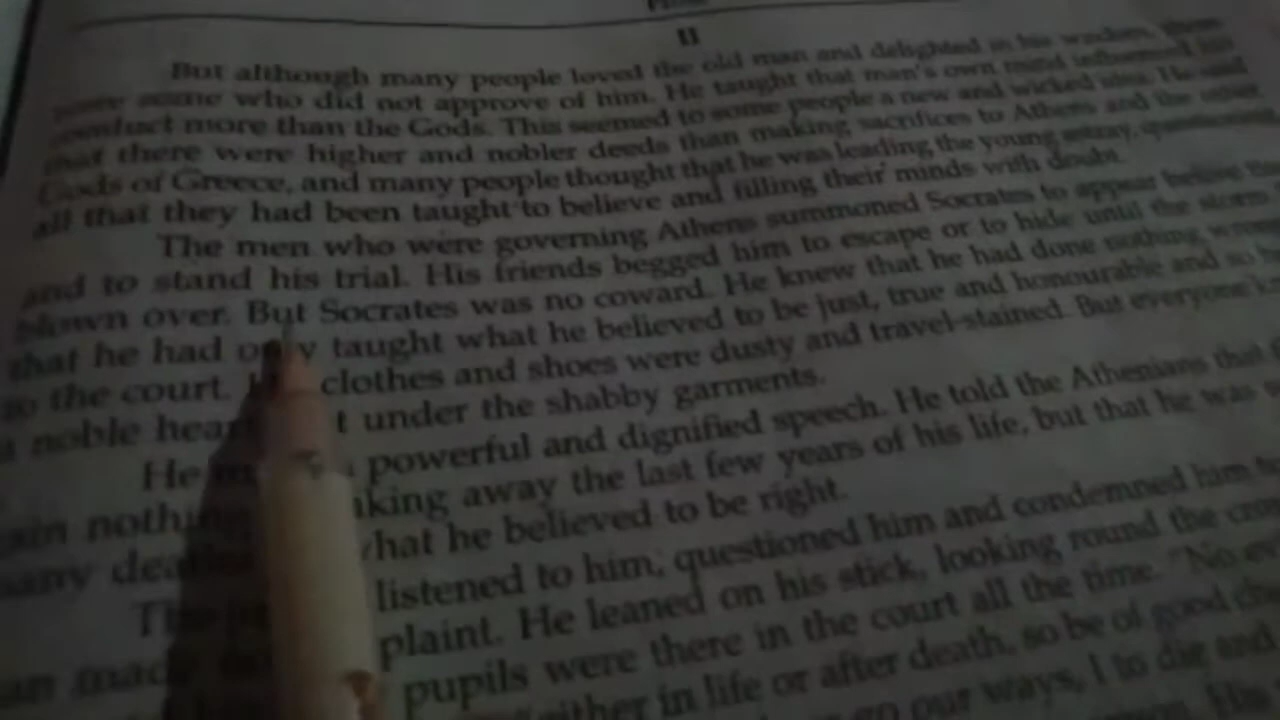 II
But although many people loved the old man and delighted in his wisdom, there
were some who did not approve of him. He taught that man's own mind influenced his
conduct more than the Gods. This seemed to some people a new and wicked idea. He said
that there were higher and nobler deeds than making sacrifices to Athens and the other
Gods of Greece, and many people thought that he was leading the young astray, questioning
all that they had been taught to believe and filling their minds with doubt.
The men who were governing Athens summoned Socrates to appear before
and to stand his trial. His friends begged him to escape or to hide until the storm
blown over. But Socrates was no coward. He knew that he had done nothing
that he had taught what he believed to be just, true and honourable and so
to the court. clothes and shoes were dusty and travel-stained. But everyone
a noble under the shabby garments.
He powerful and dignified speech. He told the Athenians that
away the last few years of his life, but that he was
many what he believed to be right.
listened to him, questioned him and condemned him
He leaned on his stick, looking round the
pupils were there in the court all the time. "No
in life or after death, so be of good
go our ways, I to die and